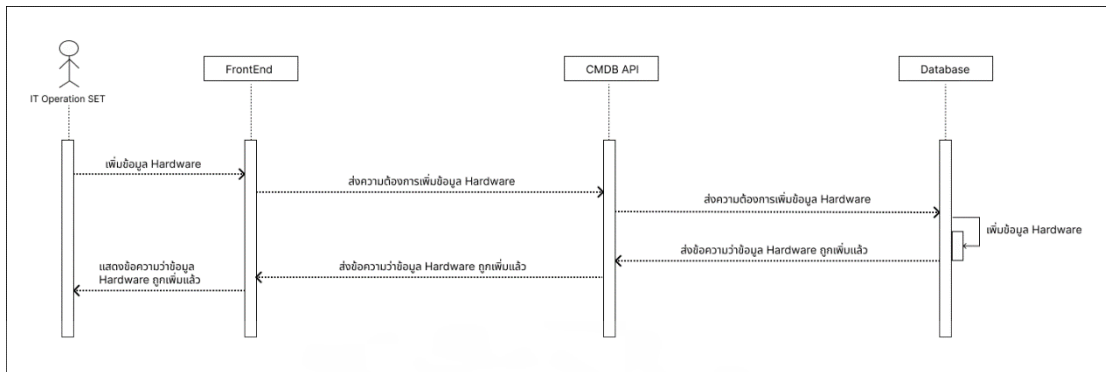 FrontEnd
CMDB API
Database
IT Operation SET
เพิ่มข้อมูล Hardware
ส่งความต้องการเพิ่มข้อมูล Hardware
ส่งความต้องการเพิ่มข้อมูล Hardware
เพิ่มข้อมูล Hardware
ส่งข้อความว่าข้อมูล Hardware ถูกเพิ่มแล้ว
ส่งข้อความว่าข้อมูล Hardware ถูกเพิ่มแล้ว
แสดงข้อความว่าข้อมูล
Hardware ถูกเพิ่มแล้ว